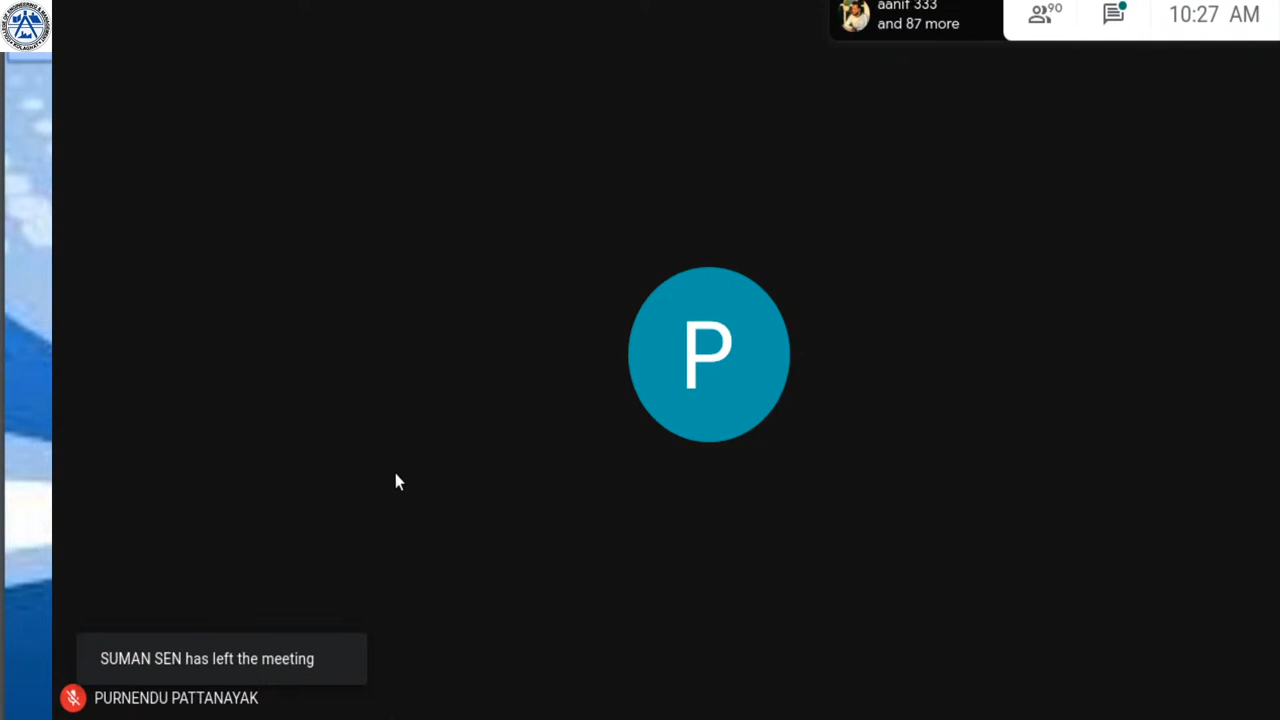 aanif 333
and 87 more
90
10:27 AM
P
SUMAN SEN has left the meeting
PURNENDU PATTANAYAK